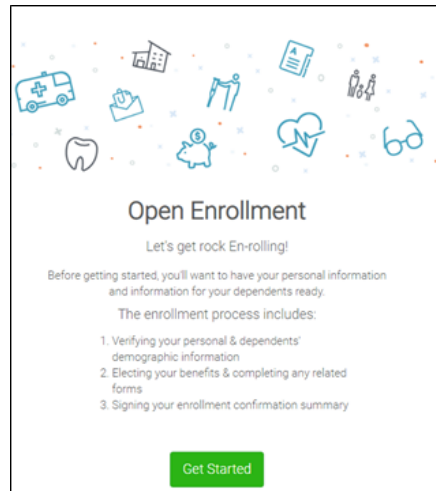 Open Enrollment
Let's get rock En-rolling!
Before getting started, you'll want to have your personal information
and information for your dependents ready.
The enrollment process includes:
1. Verifying your personal & dependents'
demographic information
2. Electing your benefits & completing any related
forms
3. Signing your enrollment confirmation summary
Get Started